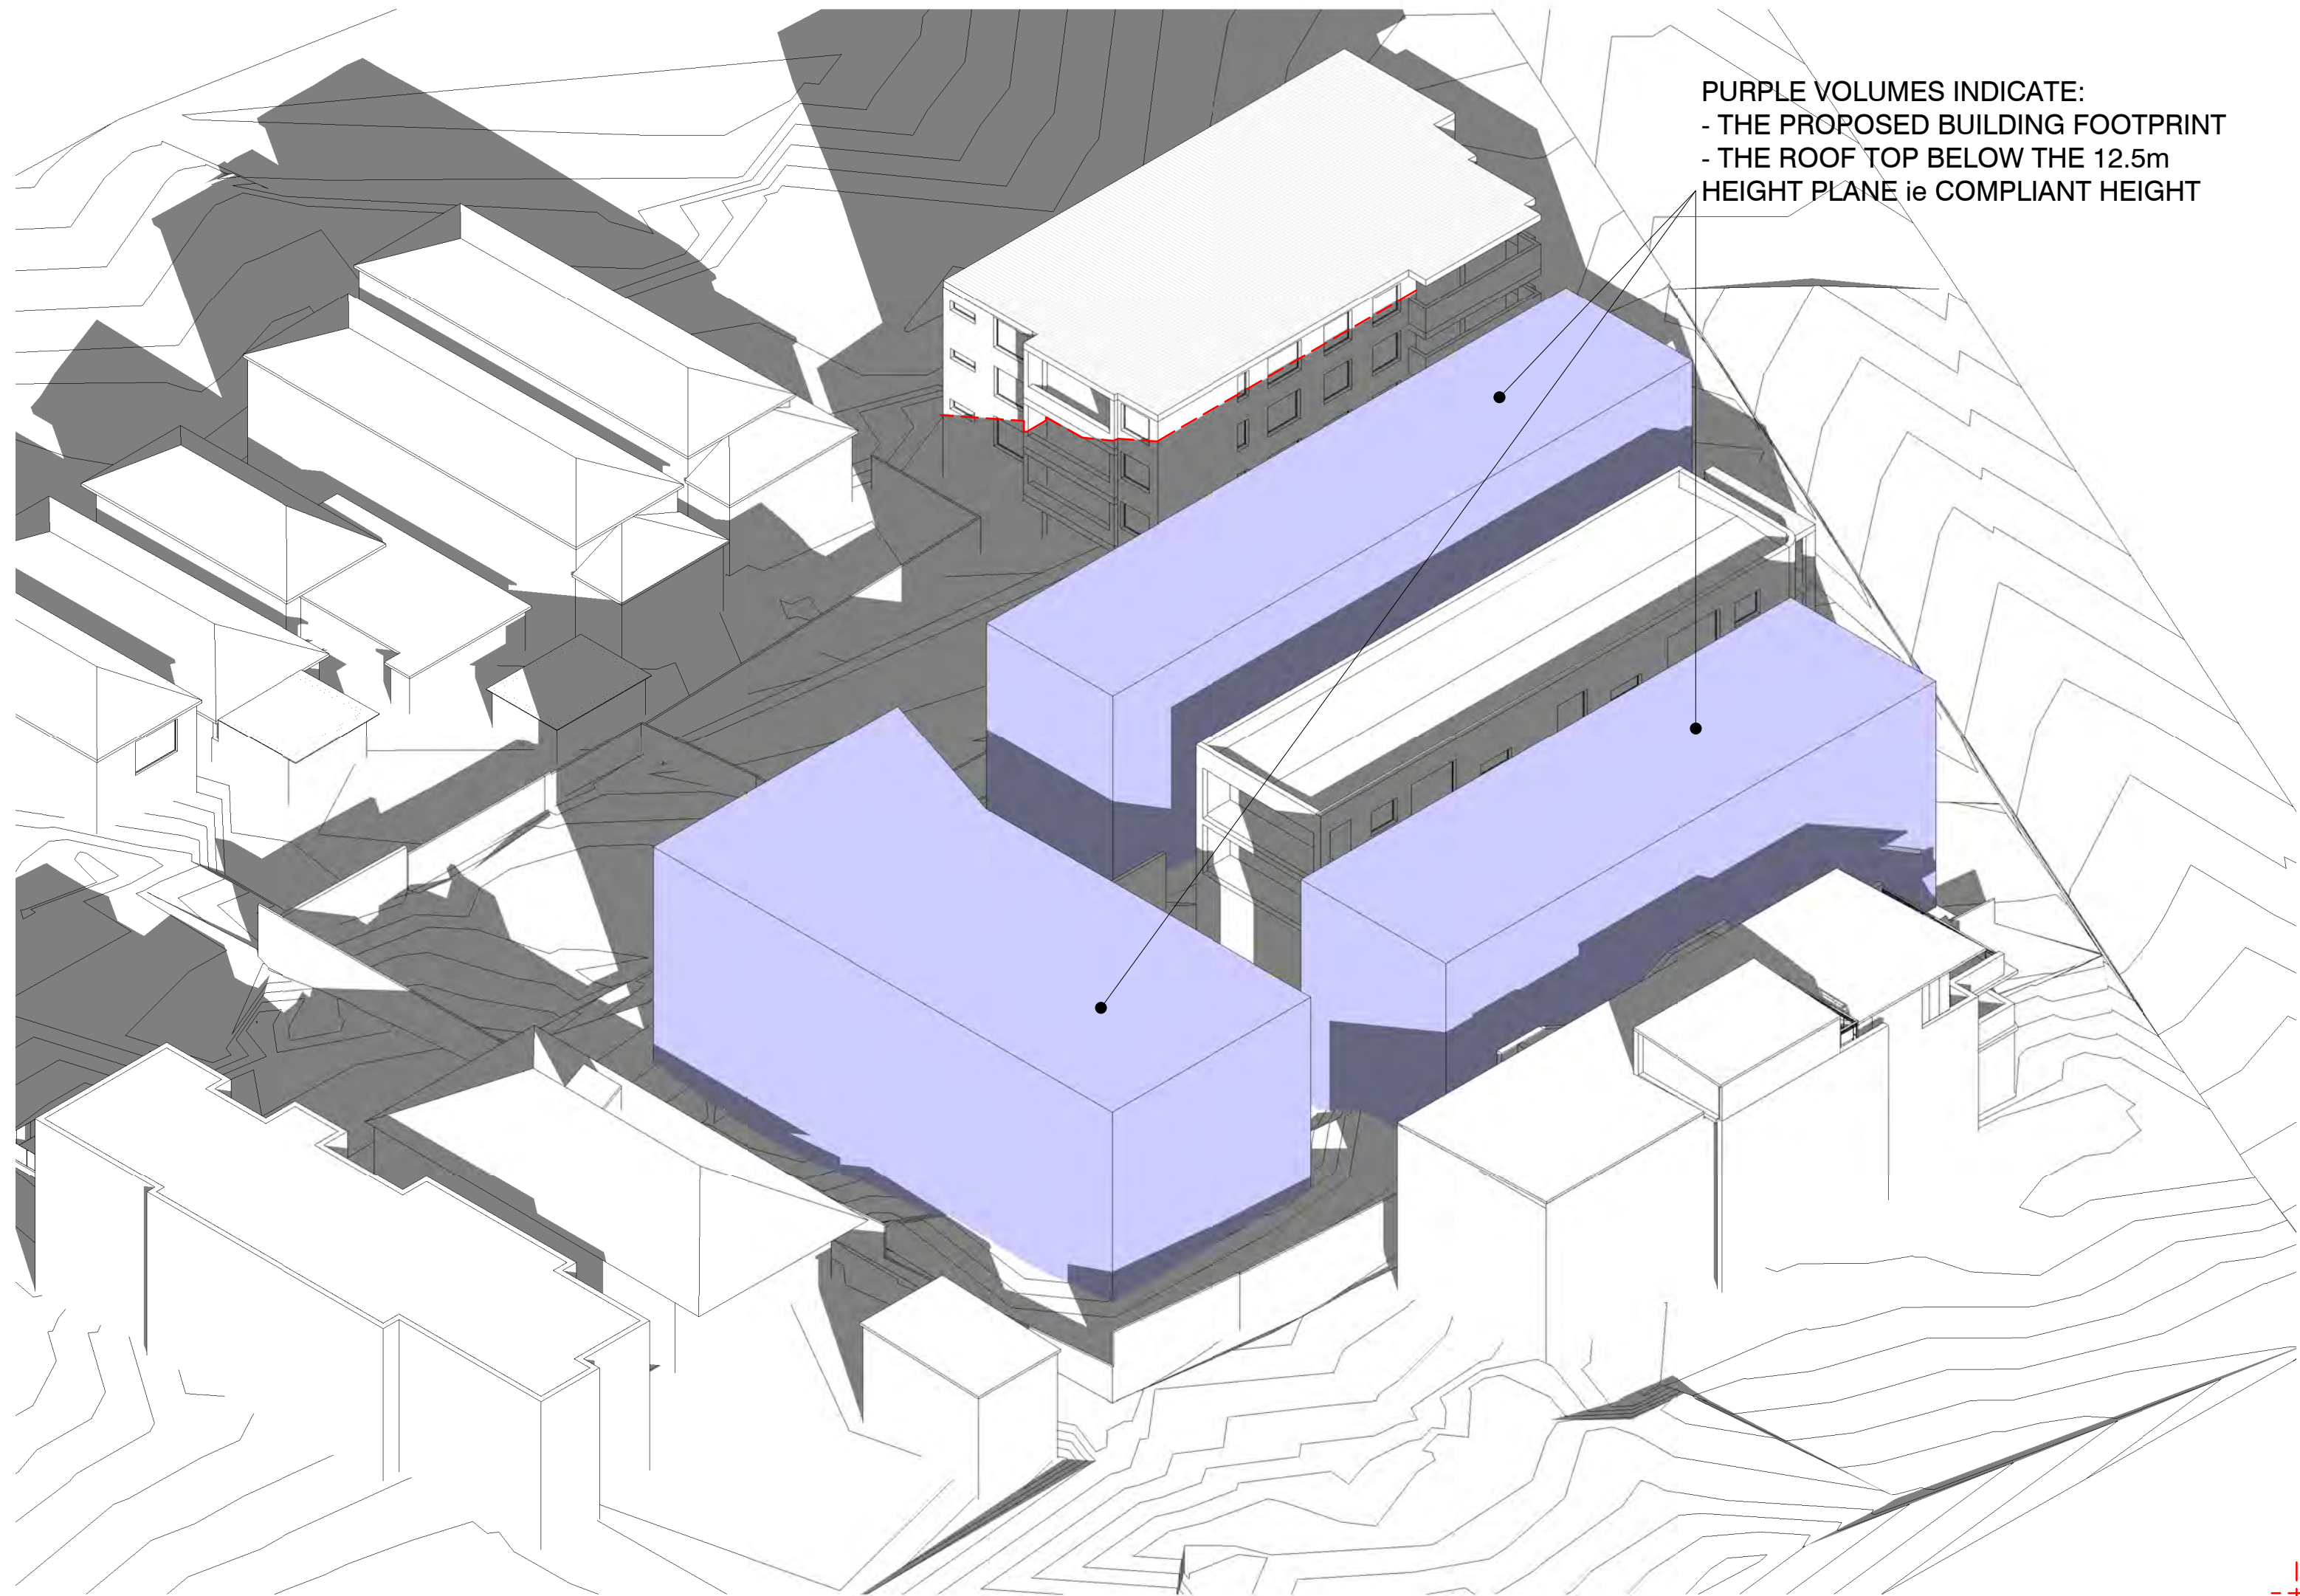 PURPLE VOLUMES INDICATE:
- THE PROPOSED BUILDING FOOTPRINT
- THE ROOF TOP BELOW THE 12.5m
HEIGHT PLANE ie COMPLIANT HEIGHT